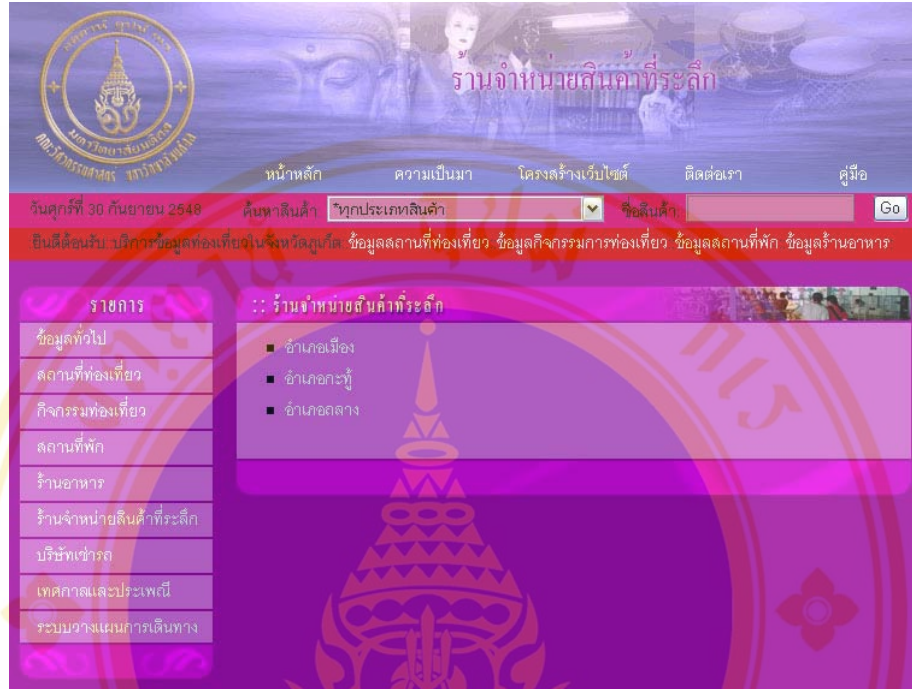 ร้านจำหน่ายสินค้าที่ระลึก
หน้าหลัก ความเป็นมา โครงสร้างเว็บไซต์ ติดต่อเรา คู่มือ
วันศุกร์ที่ 30 กันยายน 2548 ค้นหาสินค้า: *ทุกประเภทสินค้า ชื่อสินค้า: Go
ยินดีต้อนรับ: บริการข้อมูลท่องเที่ยวในจังหวัดภูเก็ต: ข้อมูลสถานที่ท่องเที่ยว ข้อมูลกิจกรรมการท่องเที่ยว ข้อมูลสถานที่พัก ข้อมูลร้านอาหาร
รายการ
ข้อมูลทั่วไป
สถานที่ท่องเที่ยว
กิจกรรมท่องเที่ยว
สถานที่พัก
ร้านอาหาร
ร้านจำหน่ายสินค้าที่ระลึก
บริษัทเช่ารถ
เทศกาลและประเพณี
ระบบวางแผนการเดินทาง
:: ร้านจำหน่ายสินค้าที่ระลึก
อำเภอเมือง
อำเภอกะทู้
อำเภอถลาง